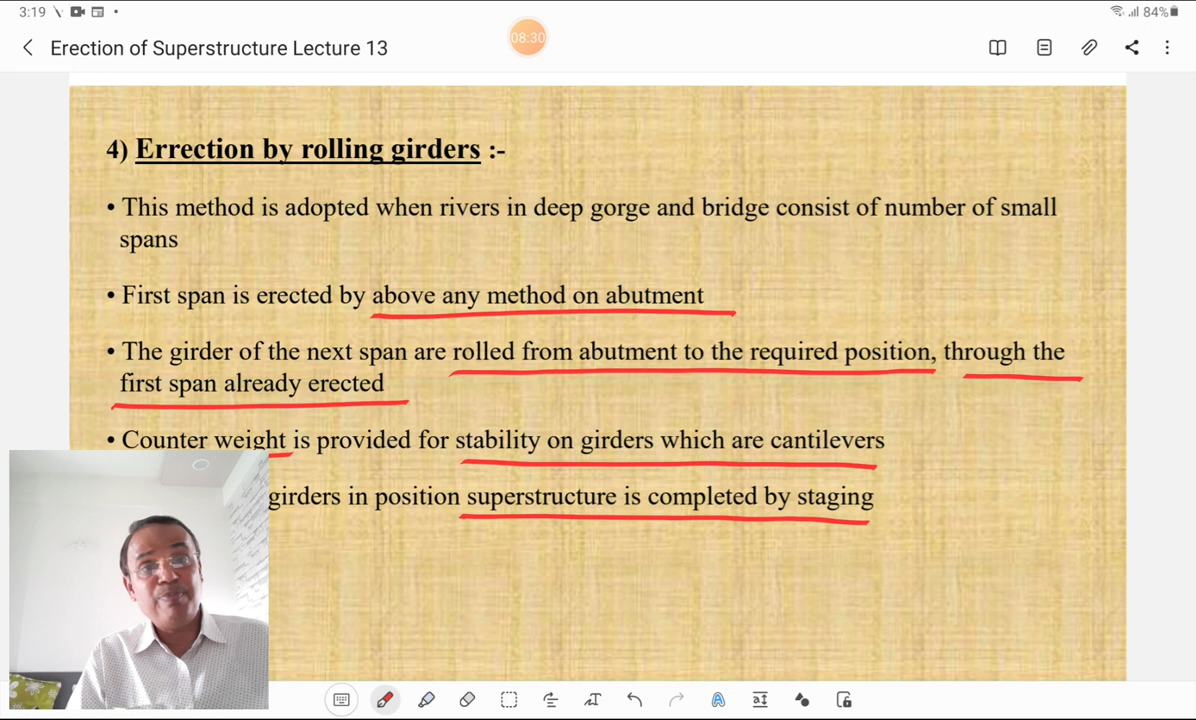 3:19
84%
Erection of Superstructure Lecture 13
08:30
4) Errection by rolling girders :-
• This method is adopted when rivers in deep gorge and bridge consist of number of small
spans
• First span is erected by above any method on abutment
• The girder of the next span are rolled from abutment to the required position, through the
first span already erected
• Counter weight is provided for stability on girders which are cantilevers
girders in position superstructure is completed by staging